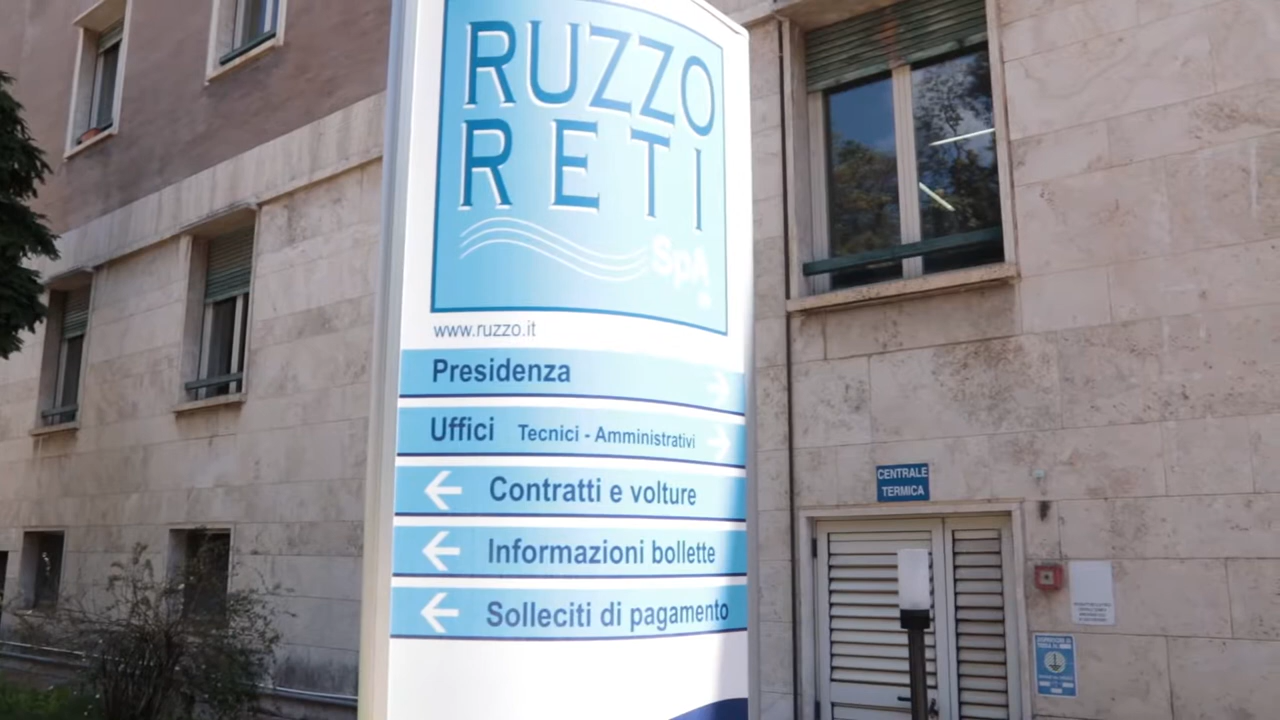 RUZZO
RETI
SpA
www.ruzzo.it
Presidenza
Uffici Tecnici - Amministrativi
Contratti e volture
Informazioni bollette
Solleciti di pagamento
CENTRALE
TERMICA